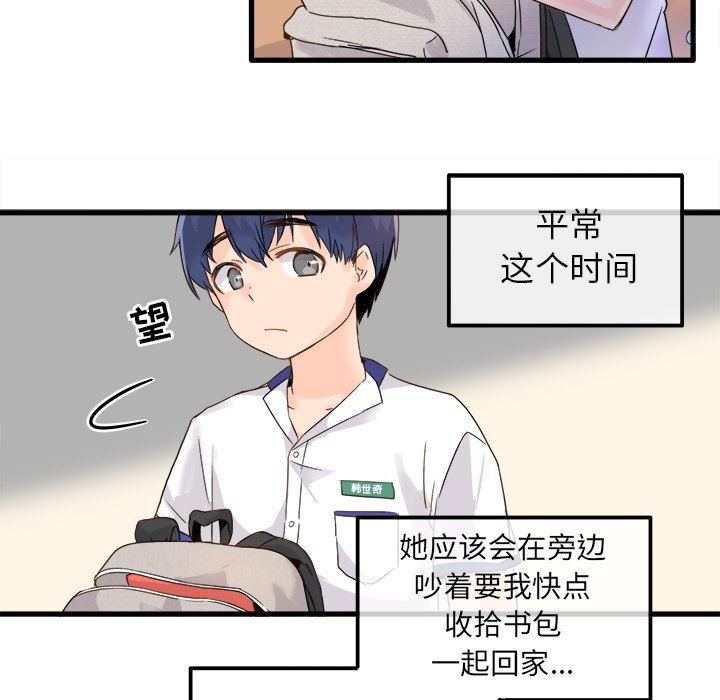 平常
这个时间
望
韩世奇
她应该会在旁边
吵着要我快点
收拾书包
一起回家...